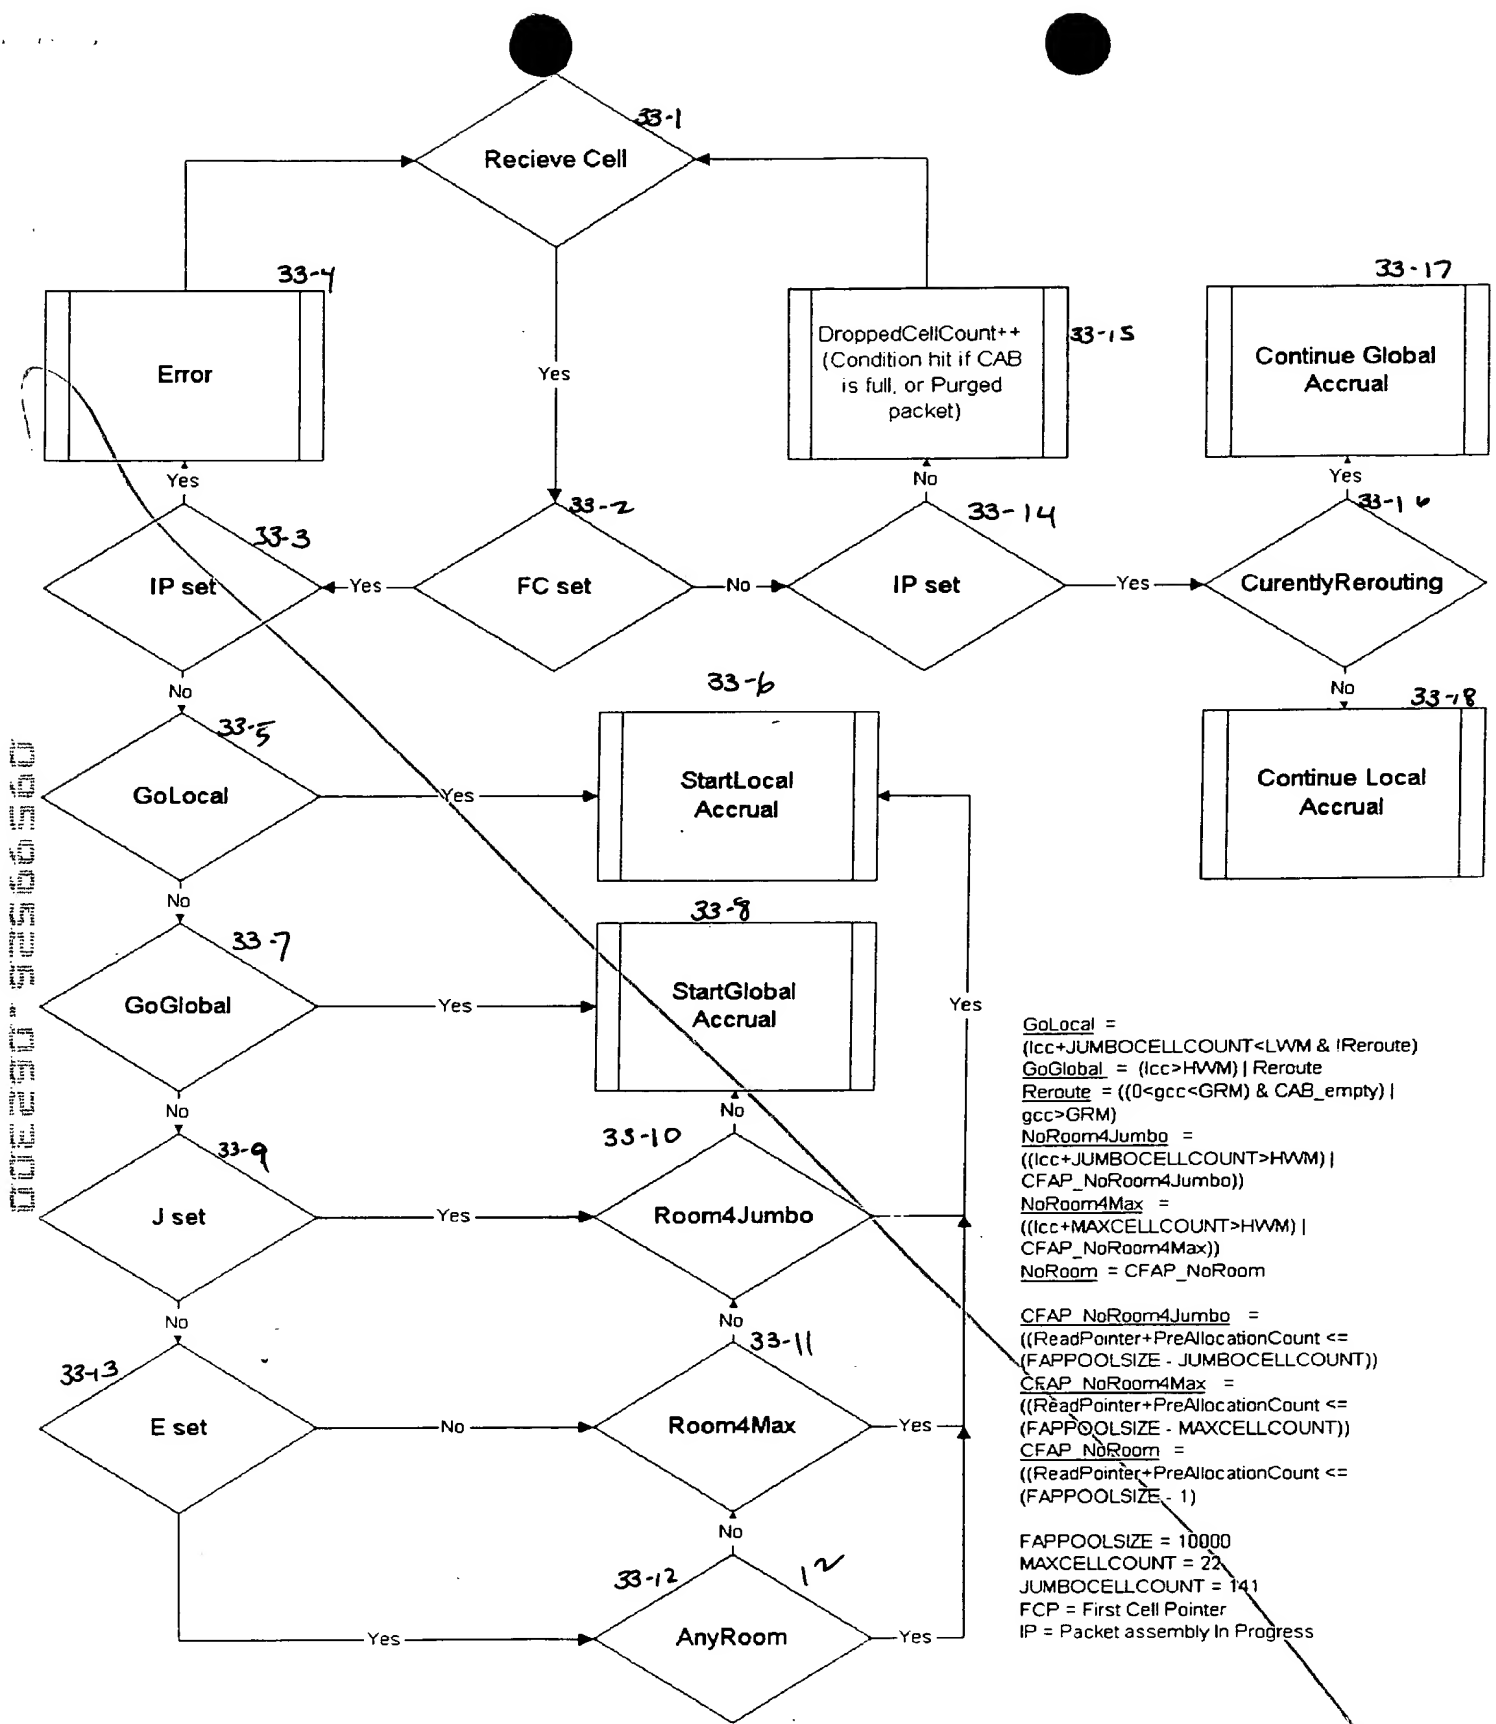 33-1
Recieve Cell
33-4
Error
Yes
DroppedCellCount++
(Condition hit if CAB
is full, or Purged
packet)
33-15
33-17
Continue Global
Accrual
Yes
No
Yes
33-3
IP set
Yes
33-2
FC set
No
33-14
IP set
Yes
33-16
CurentlyRerouting
No
No
33-18
Continue Local
Accrual
33-5
GoLocal
Yes
33-6
StartLocal
Accrual
No
33-7
GoGlobal
Yes
33-8
StartGlobal
Accrual
Yes
No
No
33-9
J set
Yes
33-10
Room4Jumbo
No
No
33-13
E set
No
33-11
Room4Max
Yes
No
Yes
33-12
12
AnyRoom
Yes
GoLocal =
(lcc+JUMBOCELLCOUNT<LWM & !Reroute)
GoGlobal = (lcc>HWM) | Reroute
Reroute = ((0<gcc<GRM) & CAB_empty) |
gcc>GRM)
NoRoom4Jumbo =
((lcc+JUMBOCELLCOUNT>HWM) |
CFAP_NoRoom4Jumbo))
NoRoom4Max =
((lcc+MAXCELLCOUNT>HWM) |
CFAP_NoRoom4Max))
NoRoom = CFAP_NoRoom
CFAP_NoRoom4Jumbo =
((ReadPointer+PreAllocationCount <=
(FAPPOOLSIZE - JUMBOCELLCOUNT))
CFAP_NoRoom4Max =
((ReadPointer+PreAllocationCount <=
(FAPPOOLSIZE - MAXCELLCOUNT))
CFAP_NoRoom =
((ReadPointer+PreAllocationCount <=
(FAPPOOLSIZE - 1)
FAPPOOLSIZE = 10000
MAXCELLCOUNT = 22
JUMBOCELLCOUNT = 141
FCP = First Cell Pointer
IP = Packet assembly In Progress